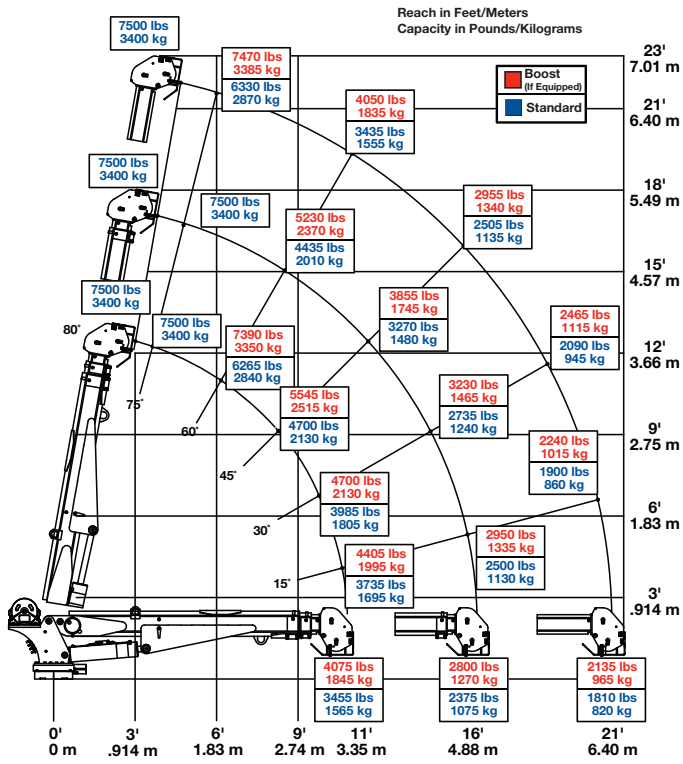 Reach in Feet/Meters
Capacity in Pounds/Kilograms
7500 lbs
3400 kg
7470 lbs
3385 kg
6330 lbs
2870 kg
23'
7.01 m
Boost
(If Equipped)
Standard
4050 lbs
1835 kg
3435 lbs
1555 kg
21'
6.40 m
7500 lbs
3400 kg
7500 lbs
3400 kg
2955 lbs
1340 kg
2505 lbs
1135 kg
18'
5.49 m
5230 lbs
2370 kg
4435 lbs
2010 kg
15'
4.57 m
7500 lbs
3400 kg
80°
7500 lbs
3400 kg
7390 lbs
3350 kg
6265 lbs
2840 kg
3855 lbs
1745 kg
3270 lbs
1480 kg
2465 lbs
1115 kg
2090 lbs
945 kg
12'
3.66 m
75°
60°
5545 lbs
2515 kg
4700 lbs
2130 kg
3230 lbs
1465 kg
2735 lbs
1240 kg
9'
2.75 m
45°
4700 lbs
2130 kg
3985 lbs
1805 kg
2240 lbs
1015 kg
1900 lbs
860 kg
30°
6'
1.83 m
15°
4405 lbs
1995 kg
3735 lbs
1695 kg
2950 lbs
1335 kg
2500 lbs
1130 kg
3'
.914 m
4075 lbs
1845 kg
3455 lbs
1565 kg
2800 lbs
1270 kg
2375 lbs
1075 kg
2135 lbs
965 kg
1810 lbs
820 kg
0' 3' 6' 9' 11' 16' 21'
0 m .914 m 1.83 m 2.74 m 3.35 m 4.88 m 6.40 m